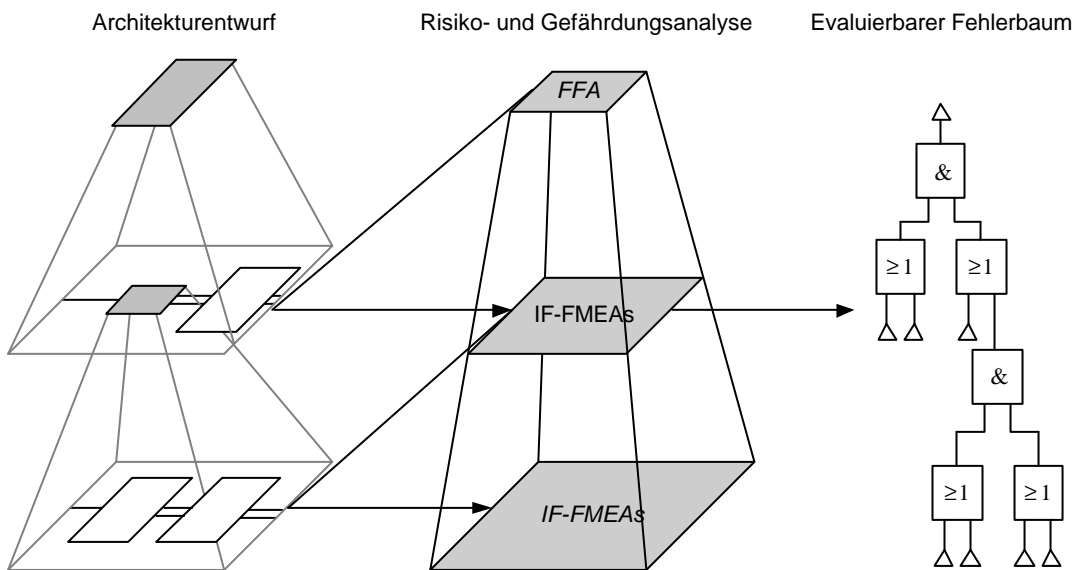 Architekturentwurf
Risiko- und Gefährdungsanalyse
Evaluierbarer Fehlerbaum
FFA
&
≥1
≥1
IF-FMEAs
&
≥1
≥1
IF-FMEAs